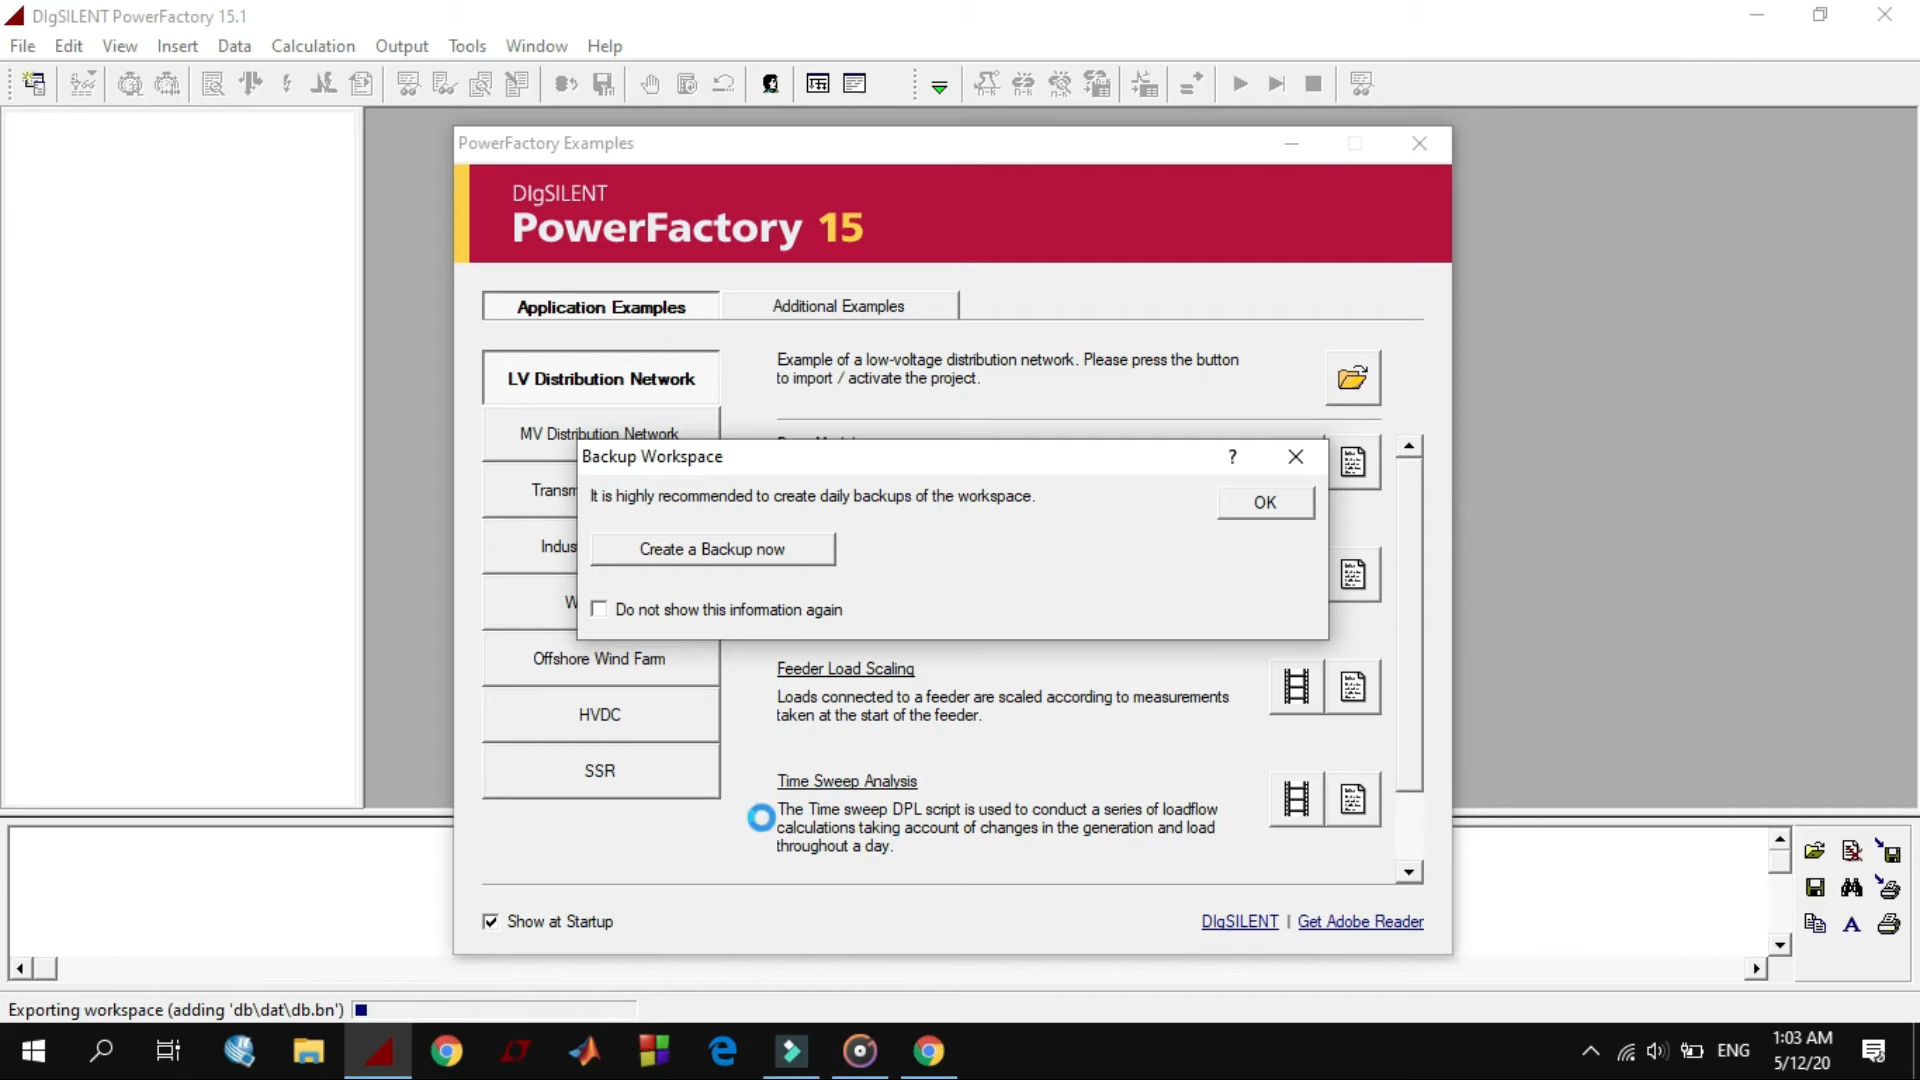 DIgSILENT PowerFactory 15.1
File Edit View Insert Data Calculation Output Tools Window Help
PowerFactory Examples
DIgSILENT
PowerFactory 15
Application Examples
Additional Examples
LV Distribution Network
Example of a low-voltage distribution network. Please press the button
to import / activate the project.
MV Distribution Network
Backup Workspace
?
It is highly recommended to create daily backups of the workspace.
OK
Create a Backup now
Do not show this information again
Transm
Indus
W
Offshore Wind Farm
HVDC
SSR
Feeder Load Scaling
Loads connected to a feeder are scaled according to measurements
taken at the start of the feeder.
Time Sweep Analysis
The Time sweep DPL script is used to conduct a series of loadflow
calculations taking account of changes in the generation and load
throughout a day.
Show at Startup
DIgSILENT | Get Adobe Reader
Exporting workspace (adding 'db\dat\db.bn')
ENG
1:03 AM
5/12/20